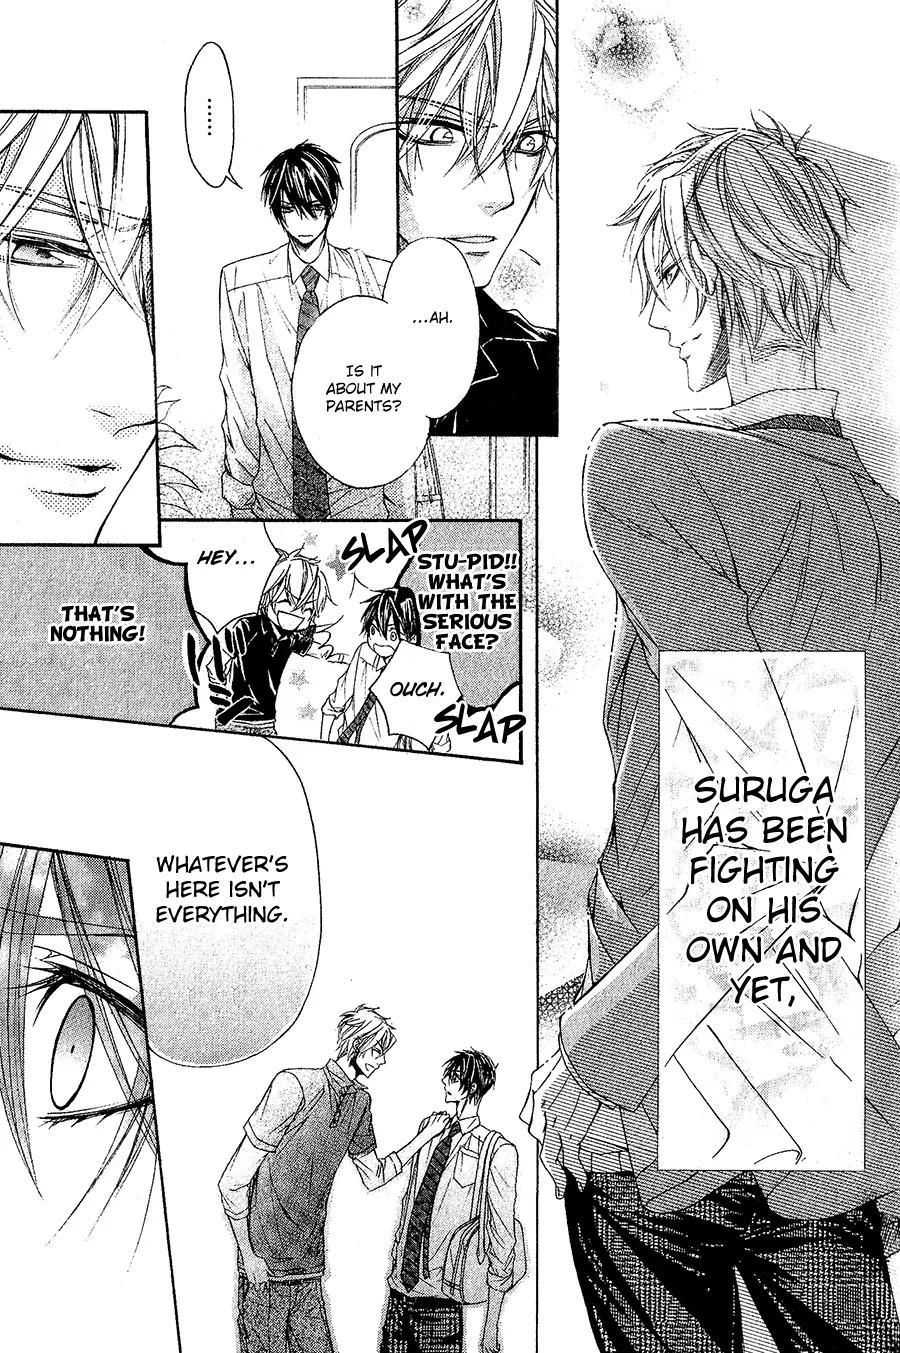 SURUGA
HAS BEEN
FIGHTING
ON HIS
OWN AND
YET,
...AH.
IS IT
ABOUT MY
PARENTS?
......
STU-PID!!
WHAT'S
WITH THE
SERIOUS
FACE?
SLAP
HEY...
OUCH.
SLAP
THAT'S
NOTHING!
WHATEVER'S
HERE ISN'T
EVERYTHING.